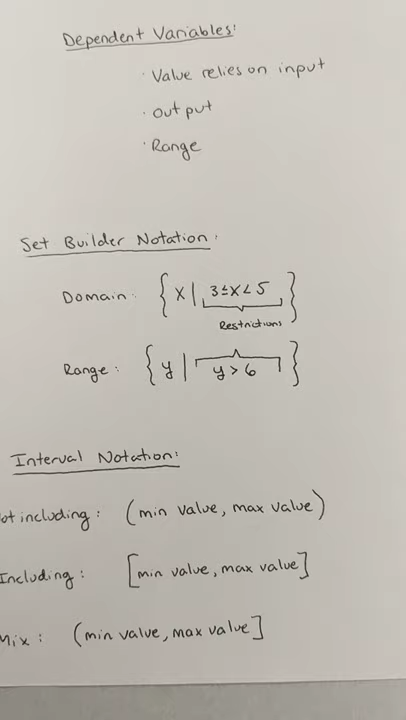 Dependent Variables:
· Value relies on input
· output
· Range
Set Builder Notation:
Domain: {x | 3≤x<5}
Restrictions
Range: {y | y>6}
Interval Notation:
ot including: (min value, max value)
Including: [min value, max value]
Mix: (min value, max value]